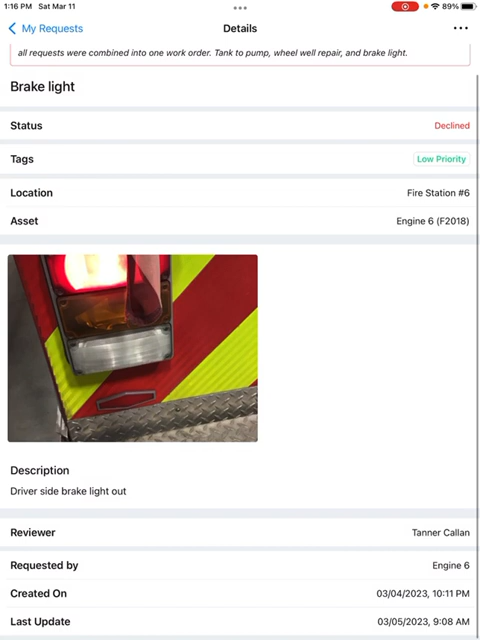 1:16 PM Sat Mar 11
89%
My Requests
Details
all requests were combined into one work order. Tank to pump, wheel well repair, and brake light.
Brake light
Status
Declined
Tags
Low Priority
Location
Fire Station #6
Asset
Engine 6 (F2018)
Description
Driver side brake light out
Reviewer
Tanner Callan
Requested by
Engine 6
Created On
03/04/2023, 10:11 PM
Last Update
03/05/2023, 9:08 AM